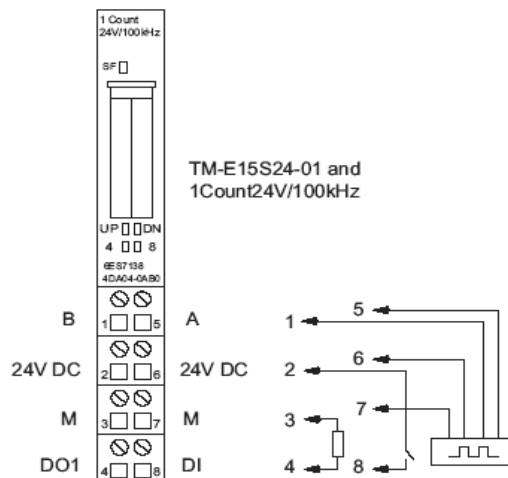 1 Count
24V/100kHz
SF
TM-E15S24-01 and
1Count24V/100kHz
UP DN
4 8
6ES7138
4DA04-0AB0
B 1 5 A
24V DC 2 6 24V DC
M 3 7 M
DO1 4 8 DI
1 5
2 6
3 7
4 8